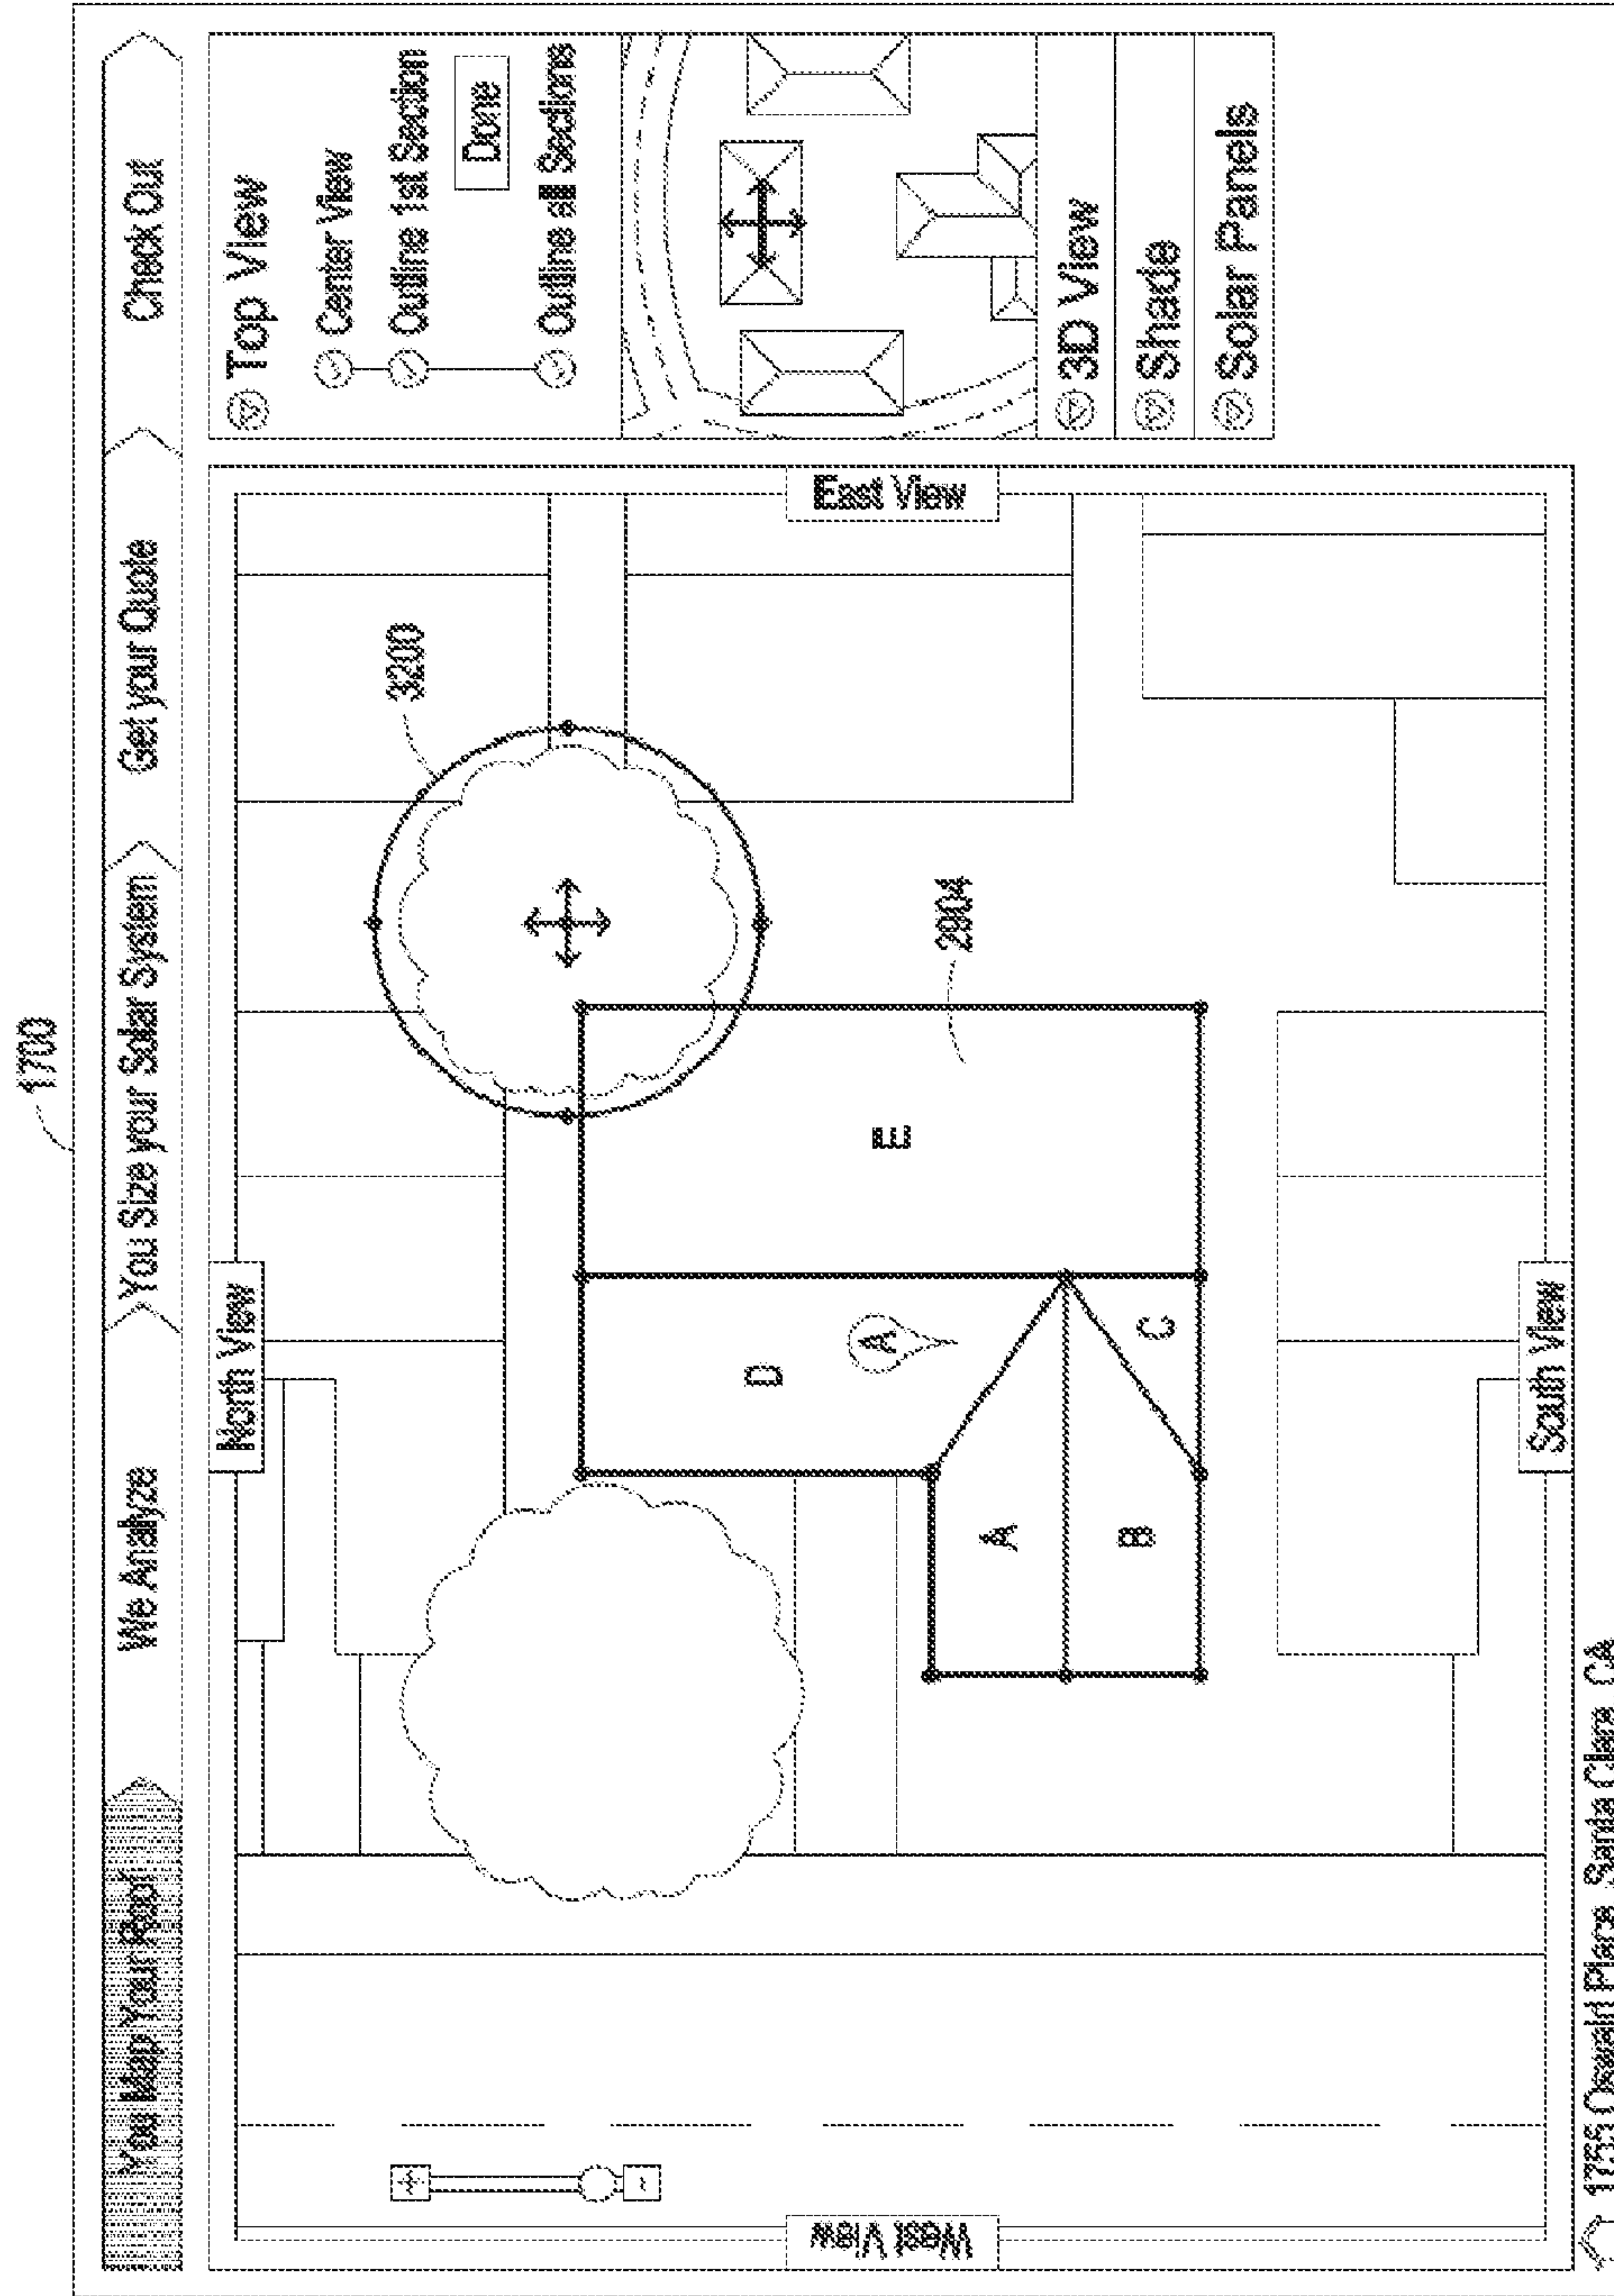 1700
You Map Your Roof
We Analyze
You Size your Solar System
Get your Quote
Check Out
North View
West View
East View
South View
+
-
3200
2904
D
A
E
A
B
C
Top View
Center View
Outline 1st Section
Done
Outline all Sections
3D View
Shade
Solar Panels
1755 Oswald Place, Santa Clara, CA